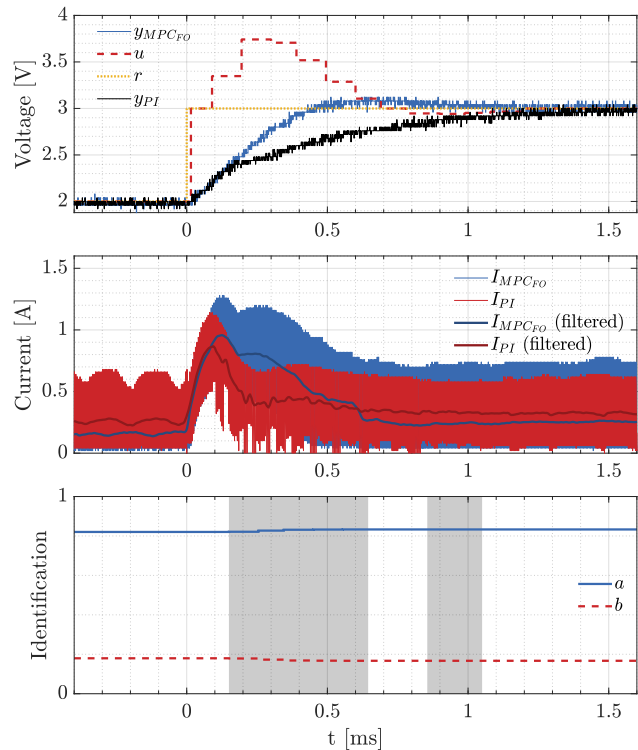 4
3.5
3
2.5
2
Voltage [V]
y_{MPC_{FO}}
u
r
y_{PI}
0 0.5 1 1.5
1.5
1
0.5
0
Current [A]
I_{MPC_{FO}}
I_{PI}
I_{MPC_{FO}} (filtered)
I_{PI} (filtered)
0 0.5 1 1.5
1
0
Identification
a
b
0 0.5 1 1.5
t [ms]